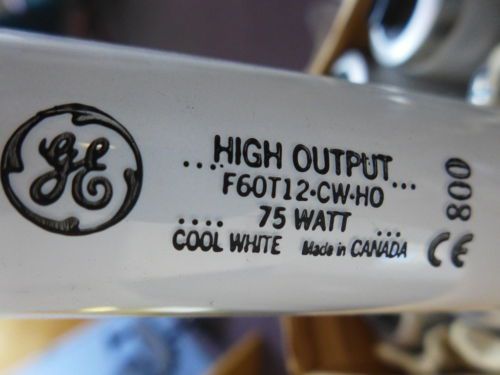 GE
...HIGH OUTPUT...
F60T12·CW·HO
....75 WATT....
COOL WHITE Made in CANADA CE 800